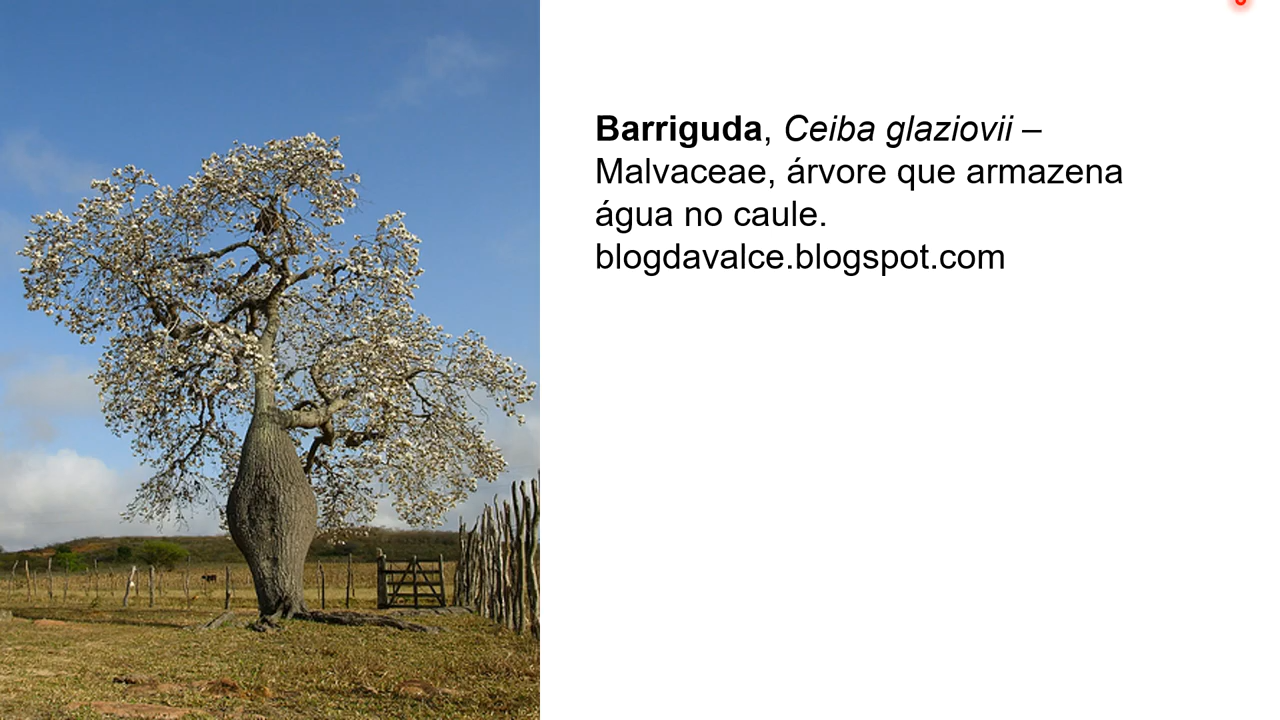 Barriguda, Ceiba glaziovii –
Malvaceae, árvore que armazena
água no caule.
blogdavalce.blogspot.com